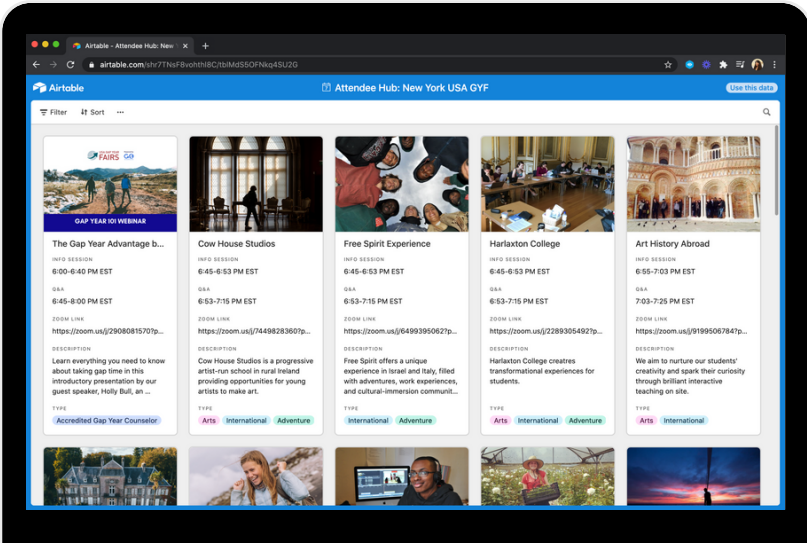 Airtable - Attendee Hub: New
airtable.com/shr7TNsF8vohthl8C/tblMdS5OFNkq4SU2G
Airtable
Attendee Hub: New York USA GYF
Use this data
Filter
Sort
FAIRS
GAP YEAR 101 WEBINAR
The Gap Year Advantage b...
INFO SESSION
6:00-6:40 PM EST
Q&A
6:45-8:00 PM EST
ZOOM LINK
https://zoom.us/j/2908081570?p...
DESCRIPTION
Learn everything you need to know
about taking gap time in this
introductory presentation by our
guest speaker, Holly Bull, an ...
TYPE
Accredited Gap Year Counselor
Cow House Studios
INFO SESSION
6:45-6:53 PM EST
Q&A
6:53-7:15 PM EST
ZOOM LINK
https://zoom.us/j/7449828360?p...
DESCRIPTION
Cow House Studios is a progressive
artist-run school in rural Ireland
providing opportunities for young
artists to make art.
TYPE
Arts International Adventure
Free Spirit Experience
INFO SESSION
6:45-6:53 PM EST
Q&A
6:53-7:15 PM EST
ZOOM LINK
https://zoom.us/j/6499395062?p...
DESCRIPTION
Free Spirit offers a unique
experience in Israel and Italy, filled
with adventures, work experiences,
and cultural-immersion communit...
TYPE
International Adventure
Harlaxton College
INFO SESSION
6:45-6:53 PM EST
Q&A
6:53-7:15 PM EST
ZOOM LINK
https://zoom.us/j/2289305492?p...
DESCRIPTION
Harlaxton College creatres
transformational experiences for
students.
TYPE
Arts International Adventure
Art History Abroad
INFO SESSION
6:55-7:03 PM EST
Q&A
7:03-7:25 PM EST
ZOOM LINK
https://zoom.us/j/9199506784?p...
DESCRIPTION
We aim to nurture our students'
creativity and spark their curiosity
through brilliant interactive
teaching on site.
TYPE
Arts International